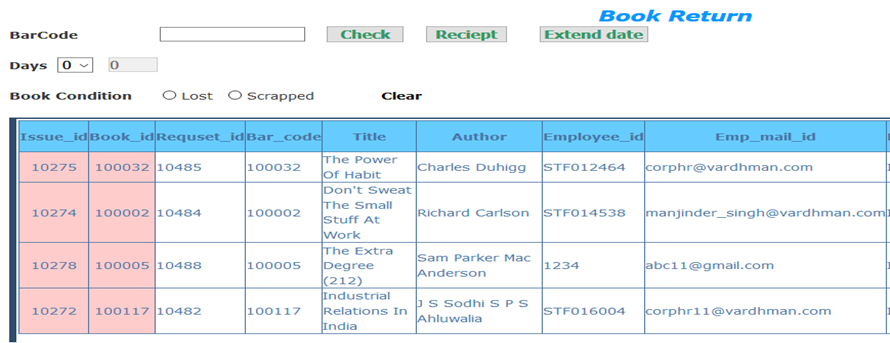 Book Return
BarCode Check Reciept Extend date
Days 0 0
Book Condition Lost Scrapped Clear
Issue_id Book_id Requset_id Bar_code Title Author Employee_id Emp_mail_id
10275 100032 10485 100032 The Power Of Habit Charles Duhigg STF012464 corphr@vardhman.com
10274 100002 10484 100002 Don't Sweat The Small Stuff At Work Richard Carlson STF014538 manjinder_singh@vardhman.com
10278 100005 10488 100005 The Extra Degree (212) Sam Parker Mac Anderson 1234 abc11@gmail.com
10272 100117 10482 100117 Industrial Relations In India J S Sodhi S P S Ahluwalia STF016004 corphr11@vardhman.com